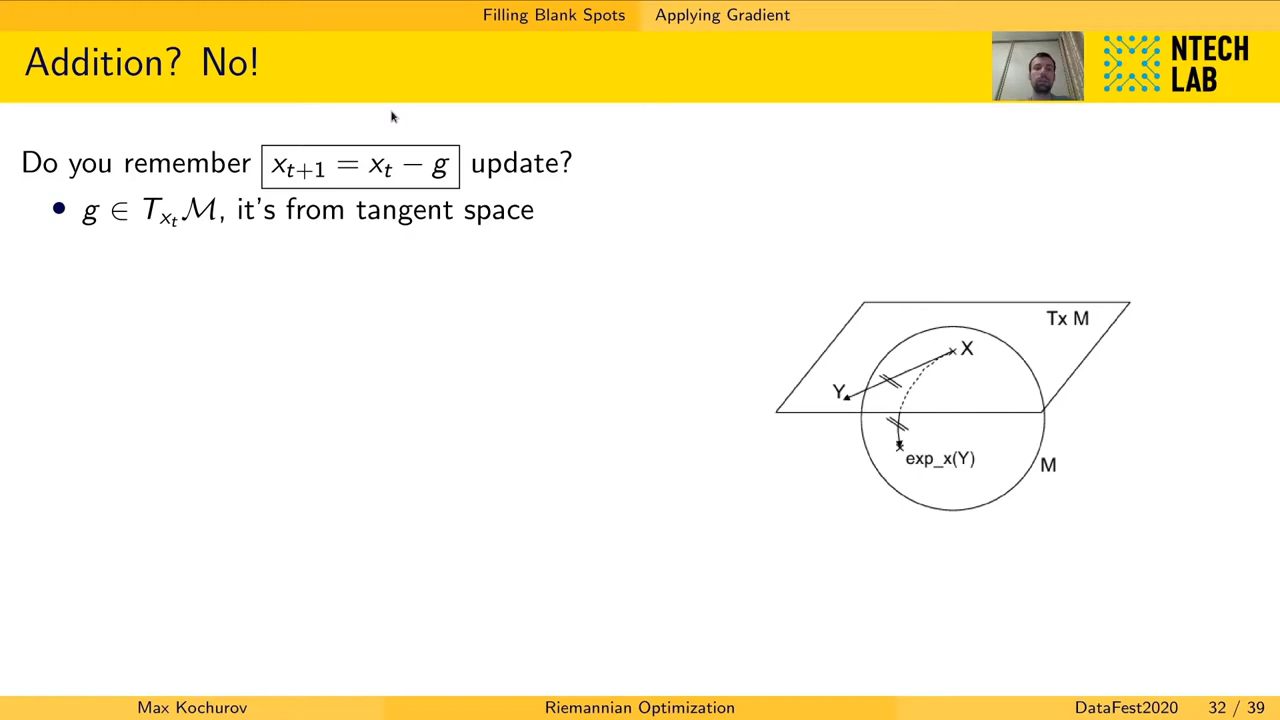 Filling Blank Spots Applying Gradient
Addition? No!
NTECH
LAB
Do you remember x_{t+1} = x_t − g update?
• g ∈ T_{x_t}ℳ, it's from tangent space
Tx M
X
Y
exp_x(Y)
M
Max Kochurov Riemannian Optimization DataFest2020 32 / 39